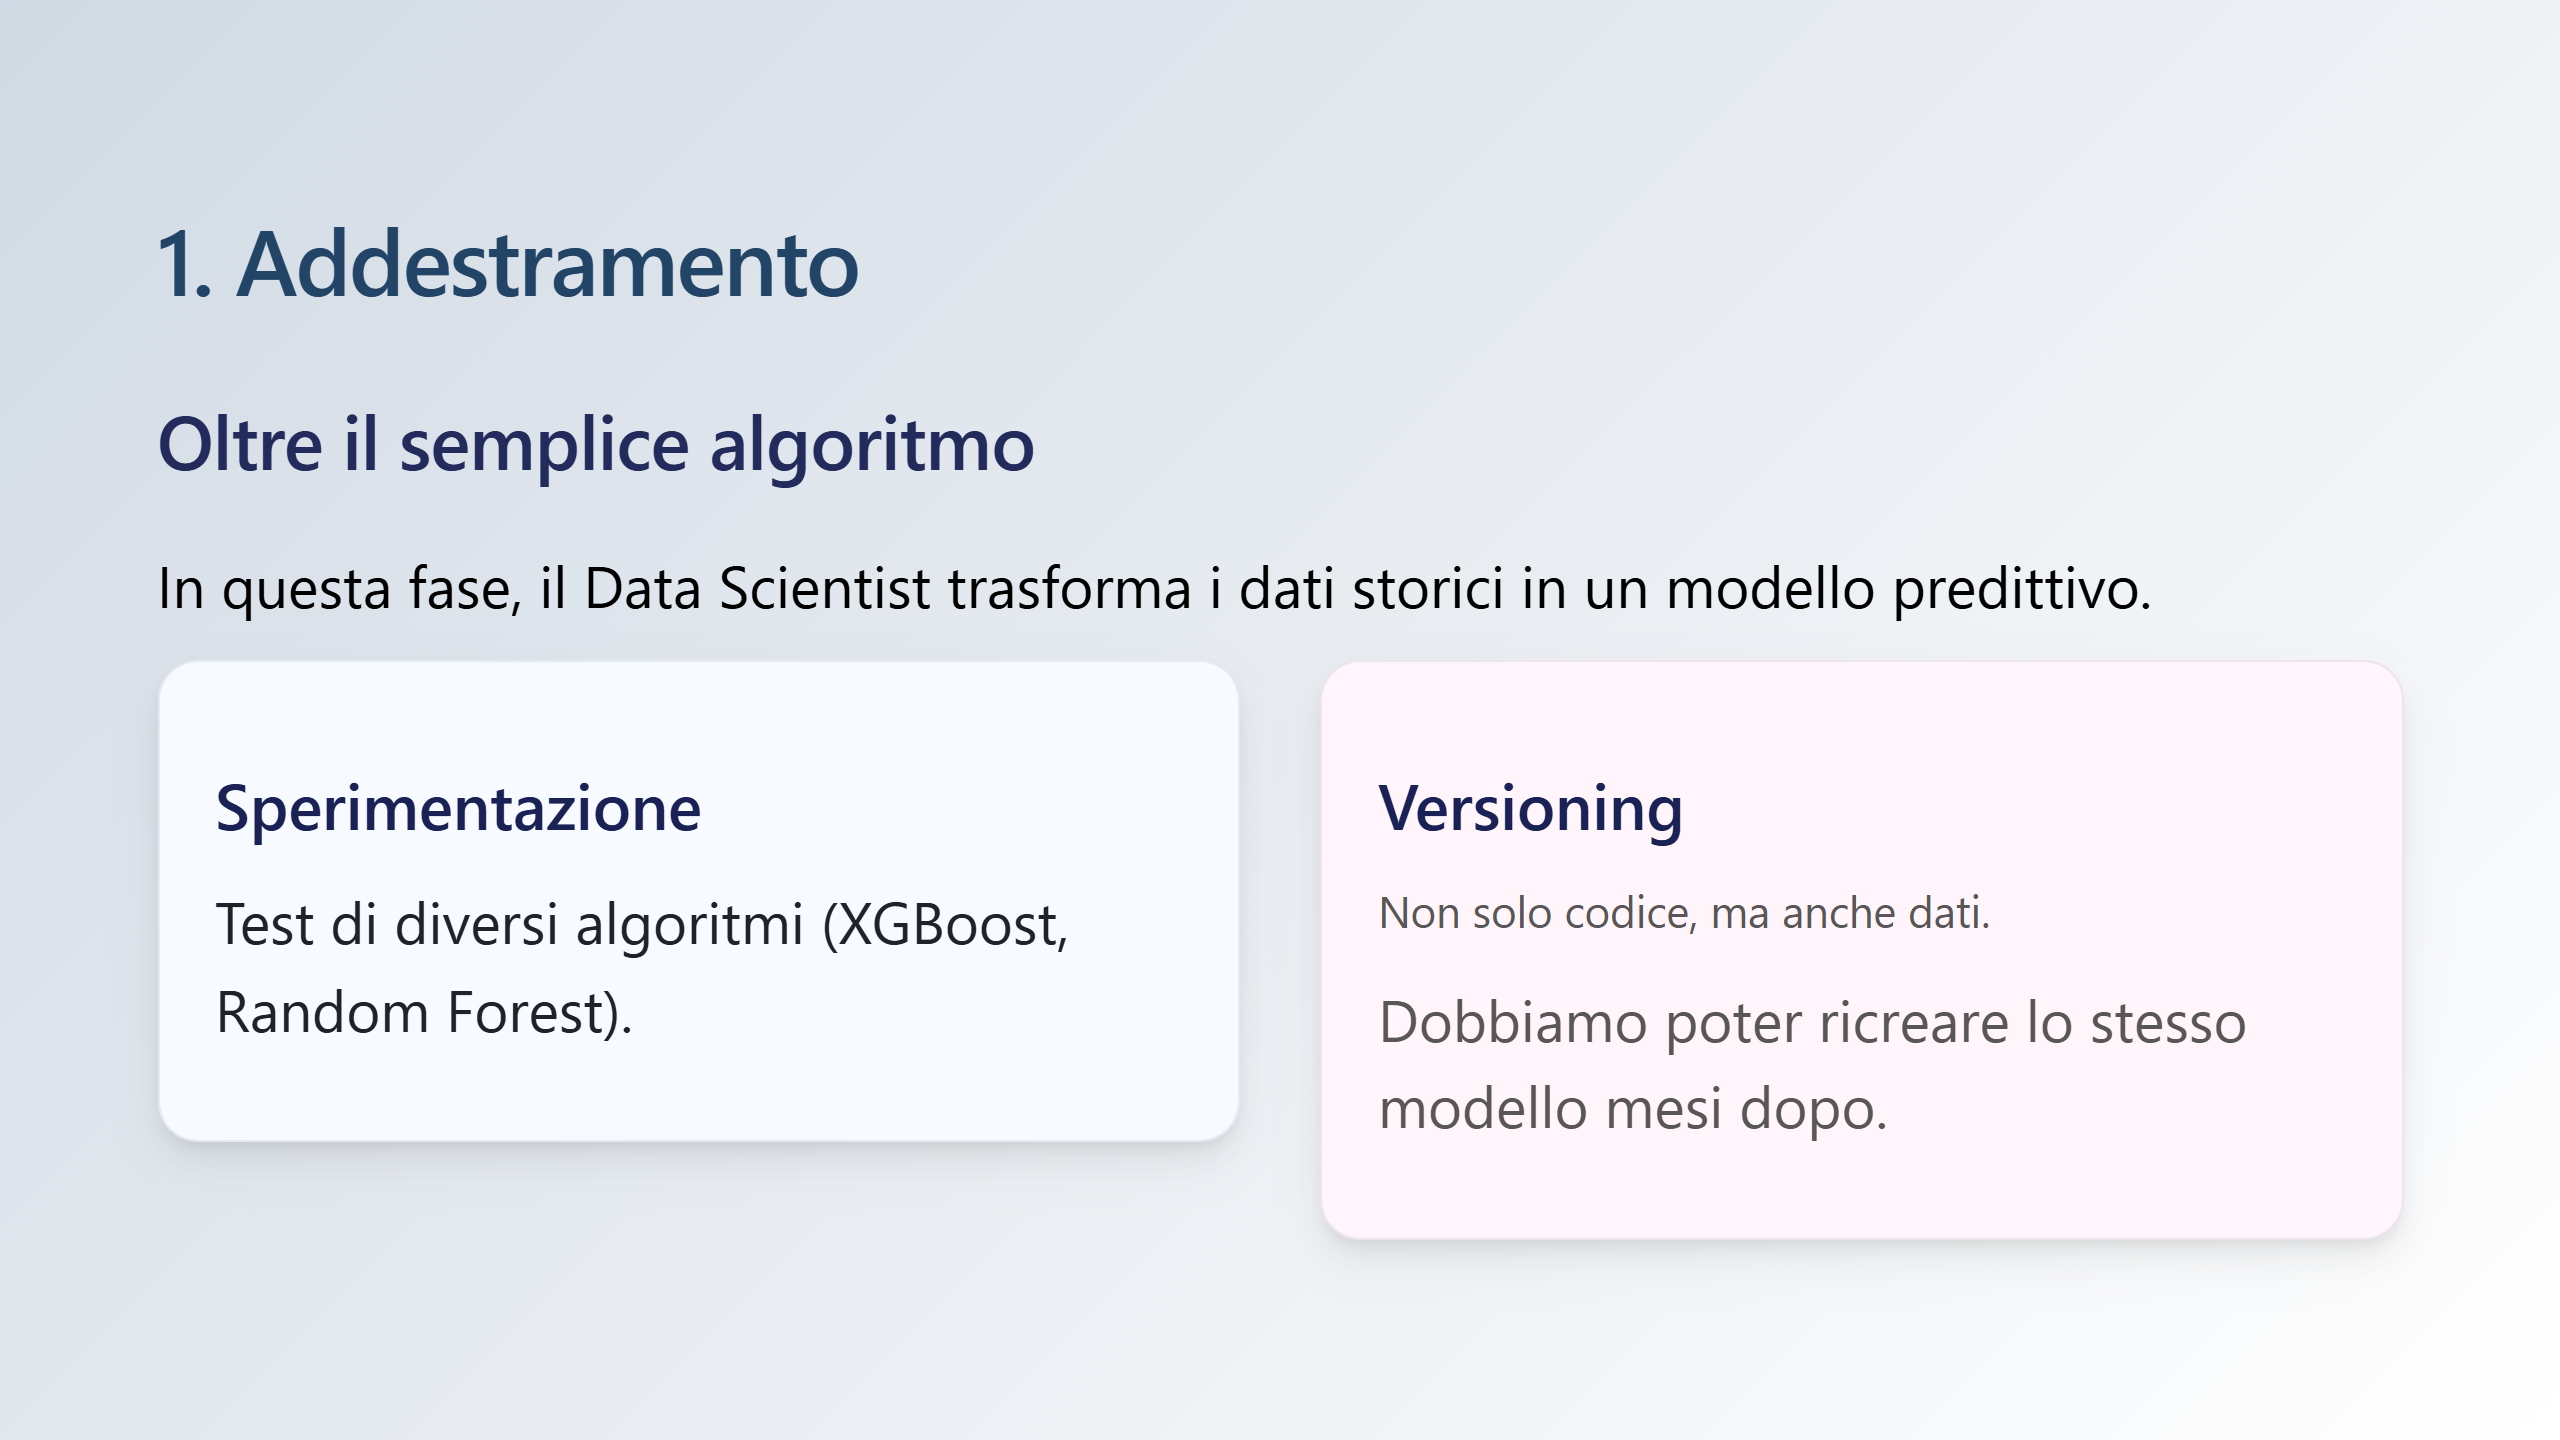 1. Addestramento
Oltre il semplice algoritmo
In questa fase, il Data Scientist trasforma i dati storici in un modello predittivo.
Sperimentazione
Test di diversi algoritmi (XGBoost,
Random Forest).
Versioning
Non solo codice, ma anche dati.
Dobbiamo poter ricreare lo stesso
modello mesi dopo.